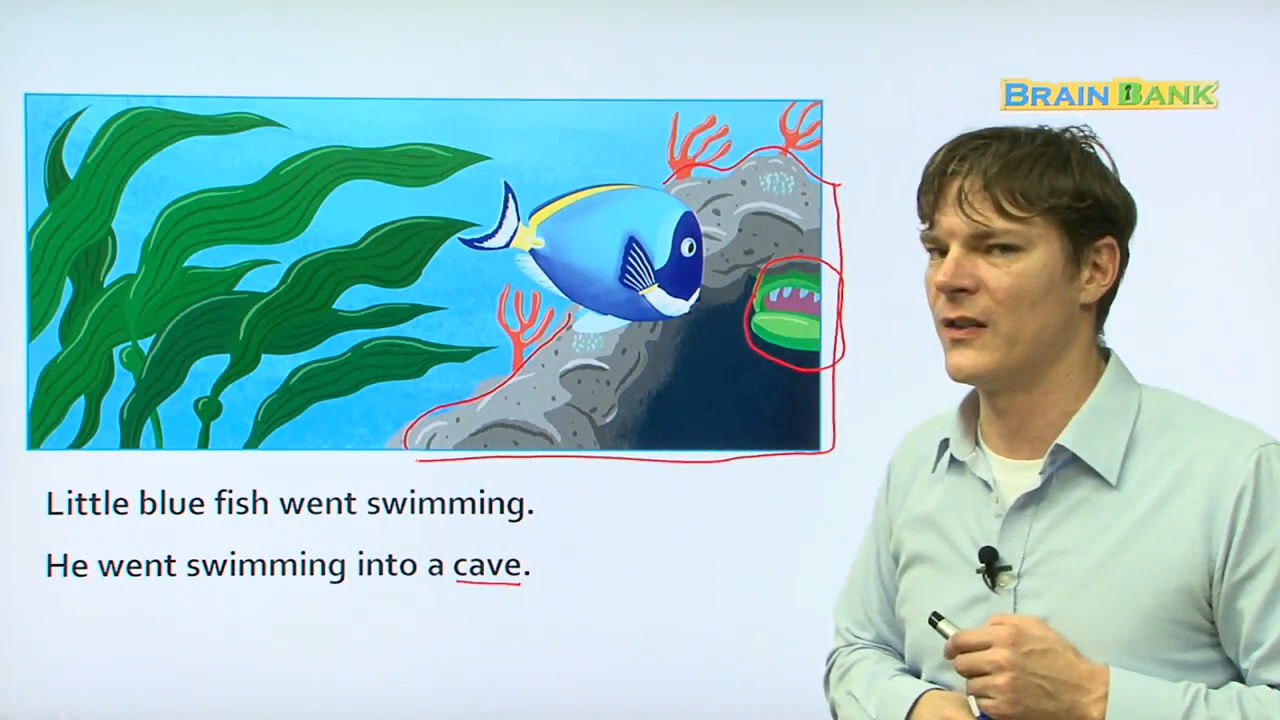 BRAIN BANK
Little blue fish went swimming.
He went swimming into a cave.